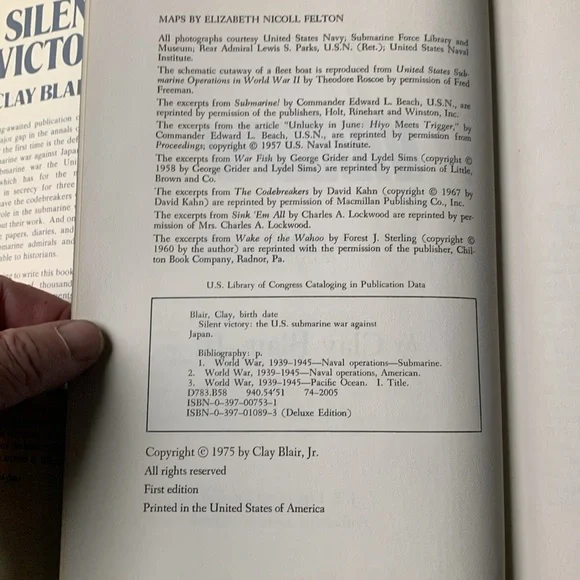 SILEN
VICTO
CLAY BLAI
MAPS BY ELIZABETH NICOLL FELTON
All photographs courtesy United States Navy; Submarine Force Library and
Museum; Rear Admiral Lewis S. Parks, U.S.N. (Ret.); United States Naval
Institute.
The schematic cutaway of a fleet boat is reproduced from United States Sub-
marine Operations in World War II by Theodore Roscoe by permission of Fred
Freeman.
The excerpts from Submarine! by Commander Edward L. Beach, U.S.N., are
reprinted by permission of the publishers, Holt, Rinehart and Winston, Inc.
The excerpts from the article "Unlucky in June: Hiyo Meets Trigger," by
Commander Edward L. Beach, U.S.N., are reprinted by permission from
Proceedings; copyright © 1957 U.S. Naval Institute.
The excerpts from War Fish by George Grider and Lydel Sims (copyright ©
1958 by George Grider and Lydel Sims) are reprinted by permission of Little,
Brown and Co.
The excerpts from The Codebreakers by David Kahn (copyright © 1967 by
David Kahn) are reprinted by permission of Macmillan Publishing Co., Inc.
The excerpts from Sink 'Em All by Charles A. Lockwood are reprinted by per-
mission of Mrs. Charles A. Lockwood.
The excerpts from Wake of the Wahoo by Forest J. Sterling (copyright ©
1960 by the author) are reprinted with the permission of the publisher, Chil-
ton Book Company, Radnor, Pa.
U.S. Library of Congress Cataloging in Publication Data
Blair, Clay, birth date
Silent victory: the U.S. submarine war against
Japan.
Bibliography: p.
1. World War, 1939-1945—Naval operations—Submarine.
2. World War, 1939-1945—Naval operations, American.
3. World War, 1939-1945—Pacific Ocean. I. Title.
D783.B58 940.54'51 74-2005
ISBN-0-397-00753-1
ISBN-0-397-01089-3 (Deluxe Edition)
Copyright © 1975 by Clay Blair, Jr.
All rights reserved
First edition
Printed in the United States of America